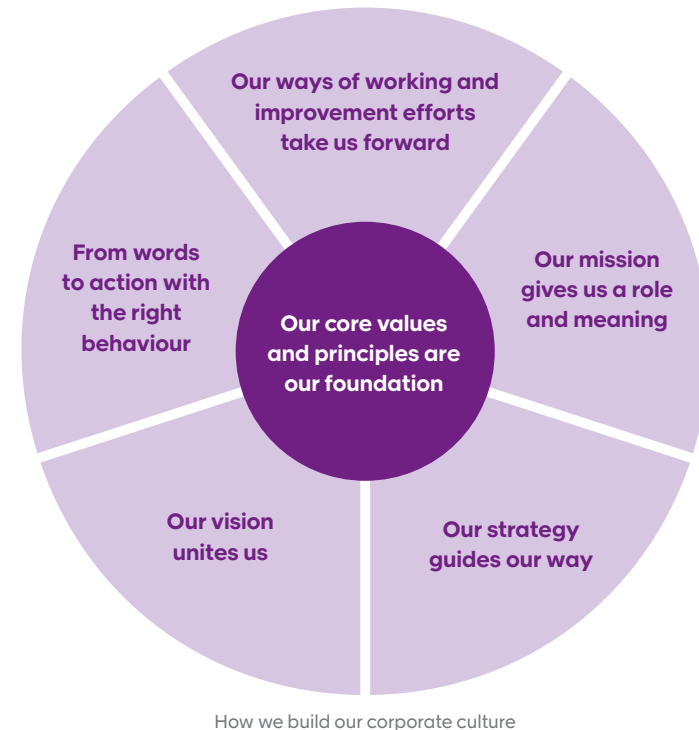 Our ways of working and
improvement efforts
take us forward
From words
to action with
the right
behaviour
Our mission
gives us a role
and meaning
Our core values
and principles are
our foundation
Our vision
unites us
Our strategy
guides our way
How we build our corporate culture